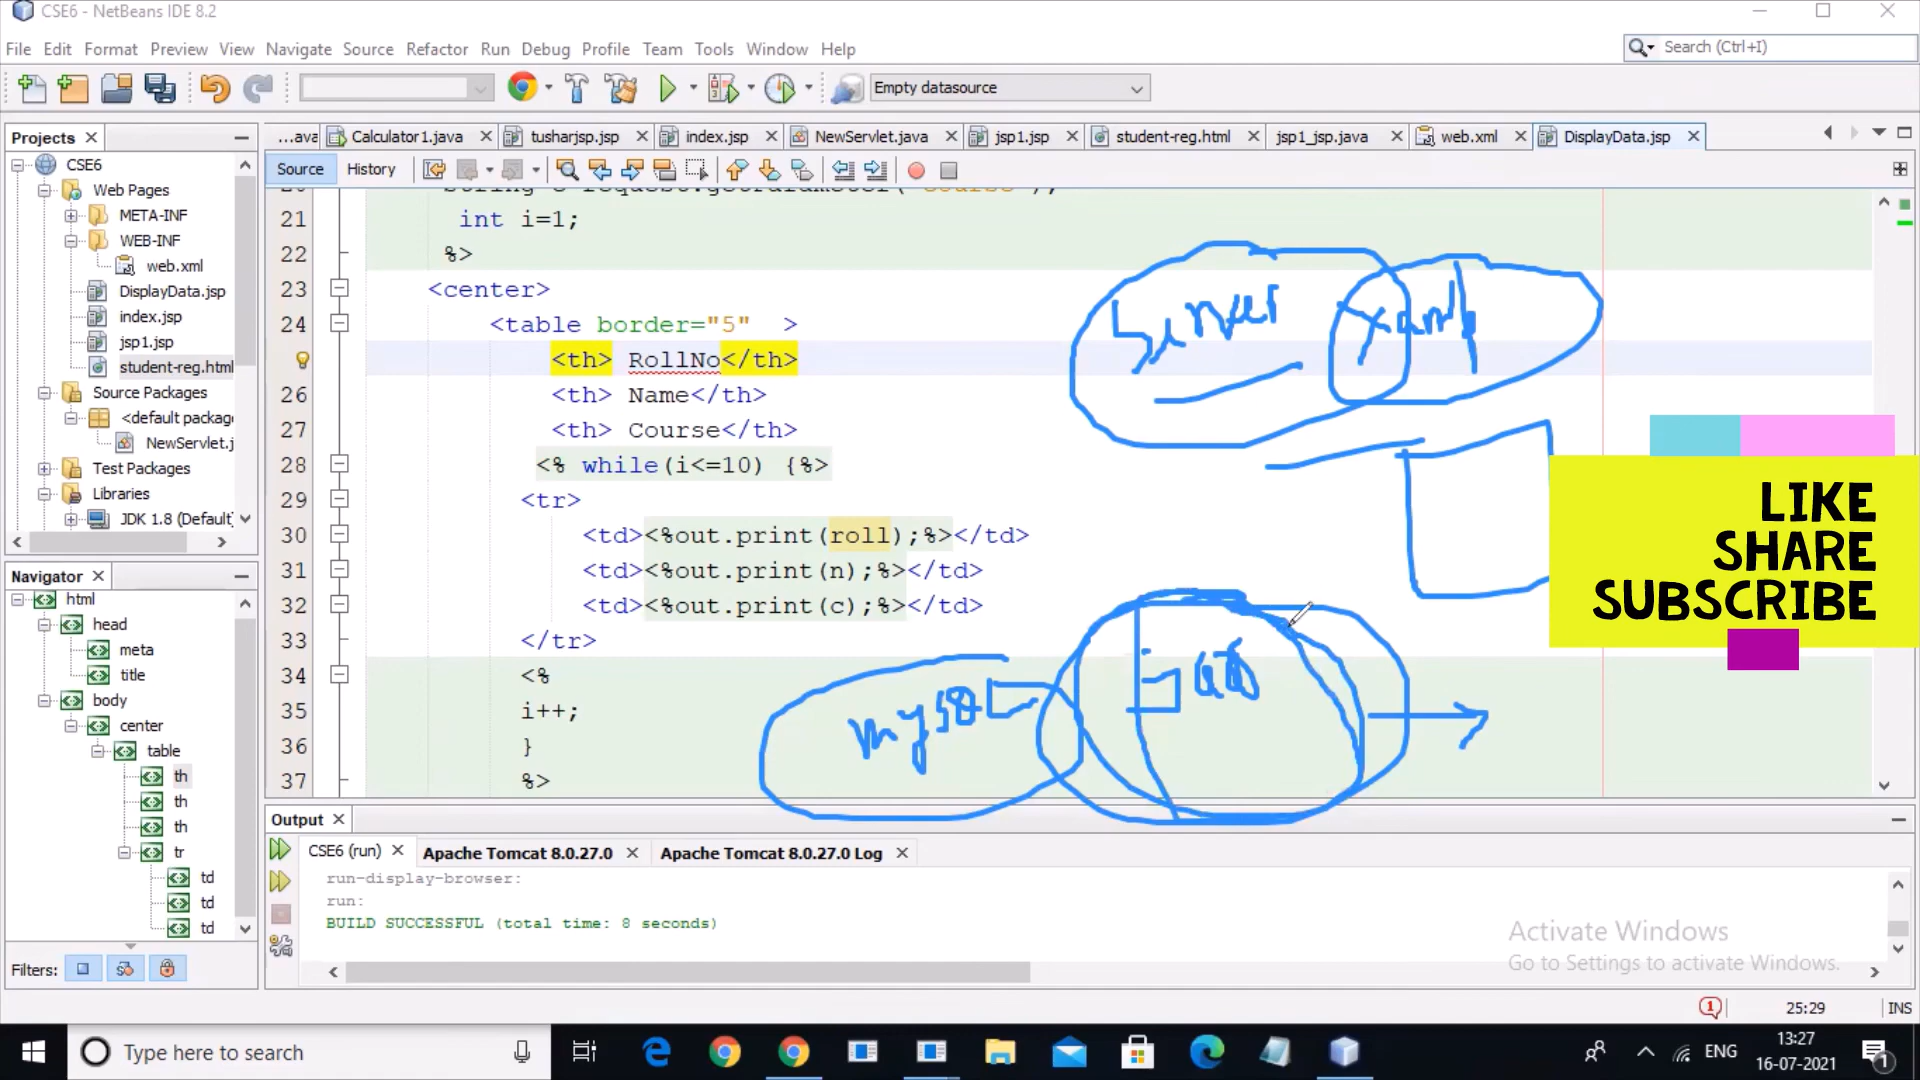 CSE6 - NetBeans IDE 8.2
File Edit Format Preview View Navigate Source Refactor Run Debug Profile Team Tools Window Help
Search (Ctrl+I)
Empty datasource
Projects
...ava Calculator1.java tusharjsp.jsp index.jsp NewServlet.java jsp1.jsp student-reg.html jsp1_jsp.java web.xml DisplayData.jsp
Source History
CSE6
Web Pages
META-INF
WEB-INF
web.xml
DisplayData.jsp
index.jsp
jsp1.jsp
student-reg.html
Source Packages
<default packag
NewServlet.j
Test Packages
Libraries
JDK 1.8 (Default)
21 int i=1;
22 %>
23 <center>
24 <table border="5" >
<th> RollNo</th>
26 <th> Name</th>
27 <th> Course</th>
28 <% while(i<=10) {%>
29 <tr>
30 <td><%out.print(roll);%></td>
31 <td><%out.print(n);%></td>
32 <td><%out.print(c);%></td>
33 </tr>
34 <%
35 i++;
36 }
37 %>
Server
LIKE
SHARE
SUBSCRIBE
Navigator
html
head
meta
title
body
center
table
th
th
th
tr
td
td
td
Filters:
Output
CSE6 (run) Apache Tomcat 8.0.27.0 Apache Tomcat 8.0.27.0 Log
run-display-browser:
run:
BUILD SUCCESSFUL (total time: 8 seconds)
Activate Windows
Go to Settings to activate Windows.
25:29 INS
Type here to search
ENG
13:27
16-07-2021
1